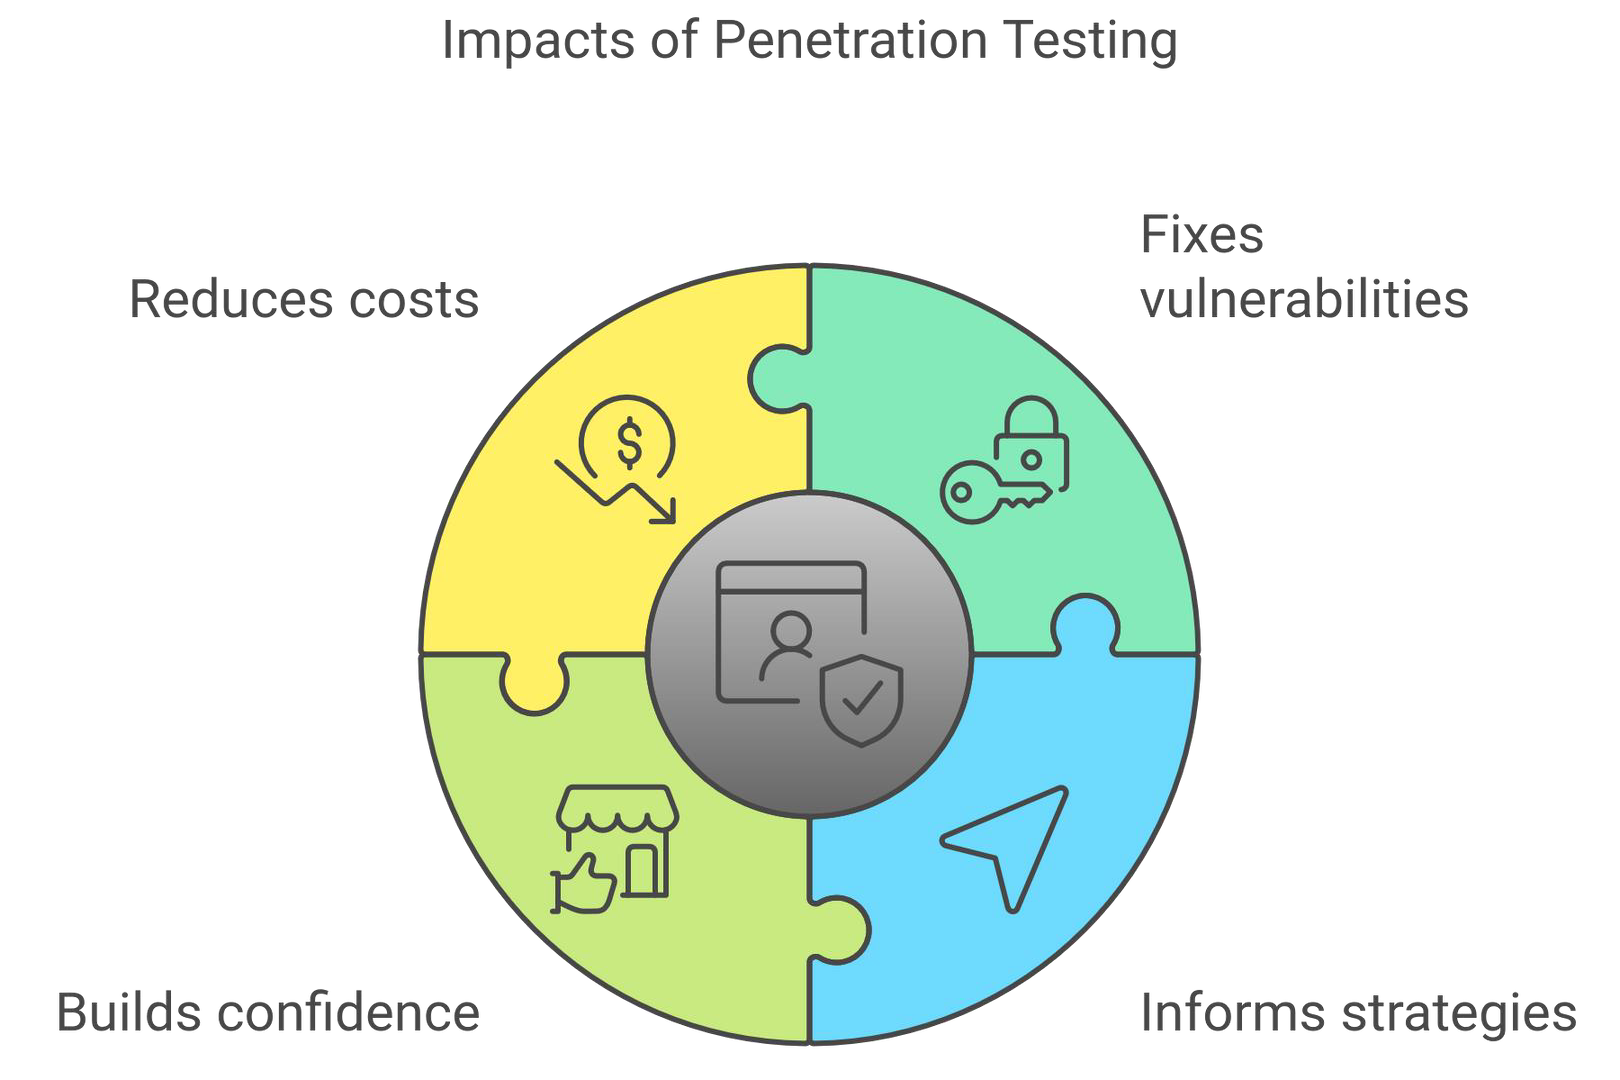 Impacts of Penetration Testing
Reduces costs
Fixes
vulnerabilities
$
Builds confidence
Informs strategies